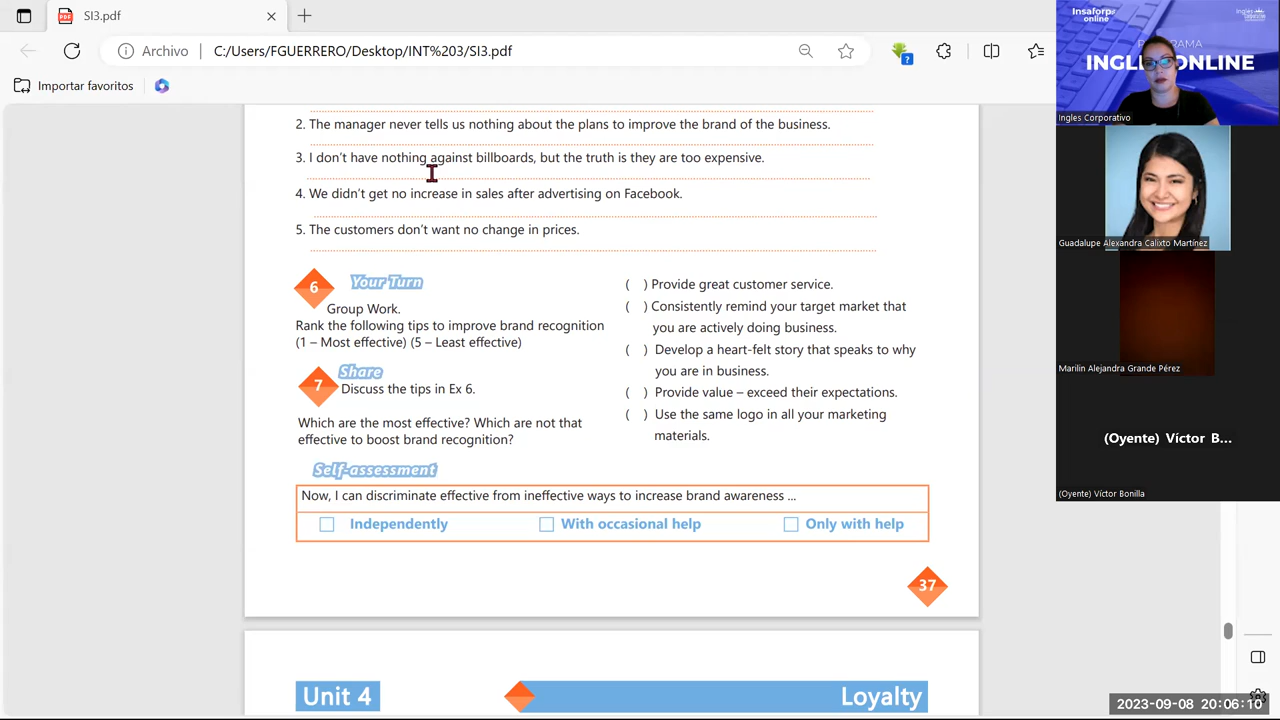 SI3.pdf
Archivo
C:/Users/FGUERRERO/Desktop/INT%203/SI3.pdf
Importar favoritos
2. The manager never tells us nothing about the plans to improve the brand of the business.
3. I don't have nothing against billboards, but the truth is they are too expensive.
4. We didn't get no increase in sales after advertising on Facebook.
5. The customers don't want no change in prices.
6
Your Turn
Group Work.
Rank the following tips to improve brand recognition
(1 – Most effective) (5 – Least effective)
7
Share
Discuss the tips in Ex 6.
Which are the most effective? Which are not that
effective to boost brand recognition?
( ) Provide great customer service.
( ) Consistently remind your target market that
you are actively doing business.
( ) Develop a heart-felt story that speaks to why
you are in business.
( ) Provide value – exceed their expectations.
( ) Use the same logo in all your marketing
materials.
Self-assessment
Now, I can discriminate effective from ineffective ways to increase brand awareness ...
Independently
With occasional help
Only with help
37
Unit 4
Loyalty
Insaforp
online
Ingles Corporativo
Guadalupe Alexandra Calixto Martínez
Marilin Alejandra Grande Pérez
(Oyente) Víctor B...
(Oyente) Víctor Bonilla
2023-09-08 20:06:10